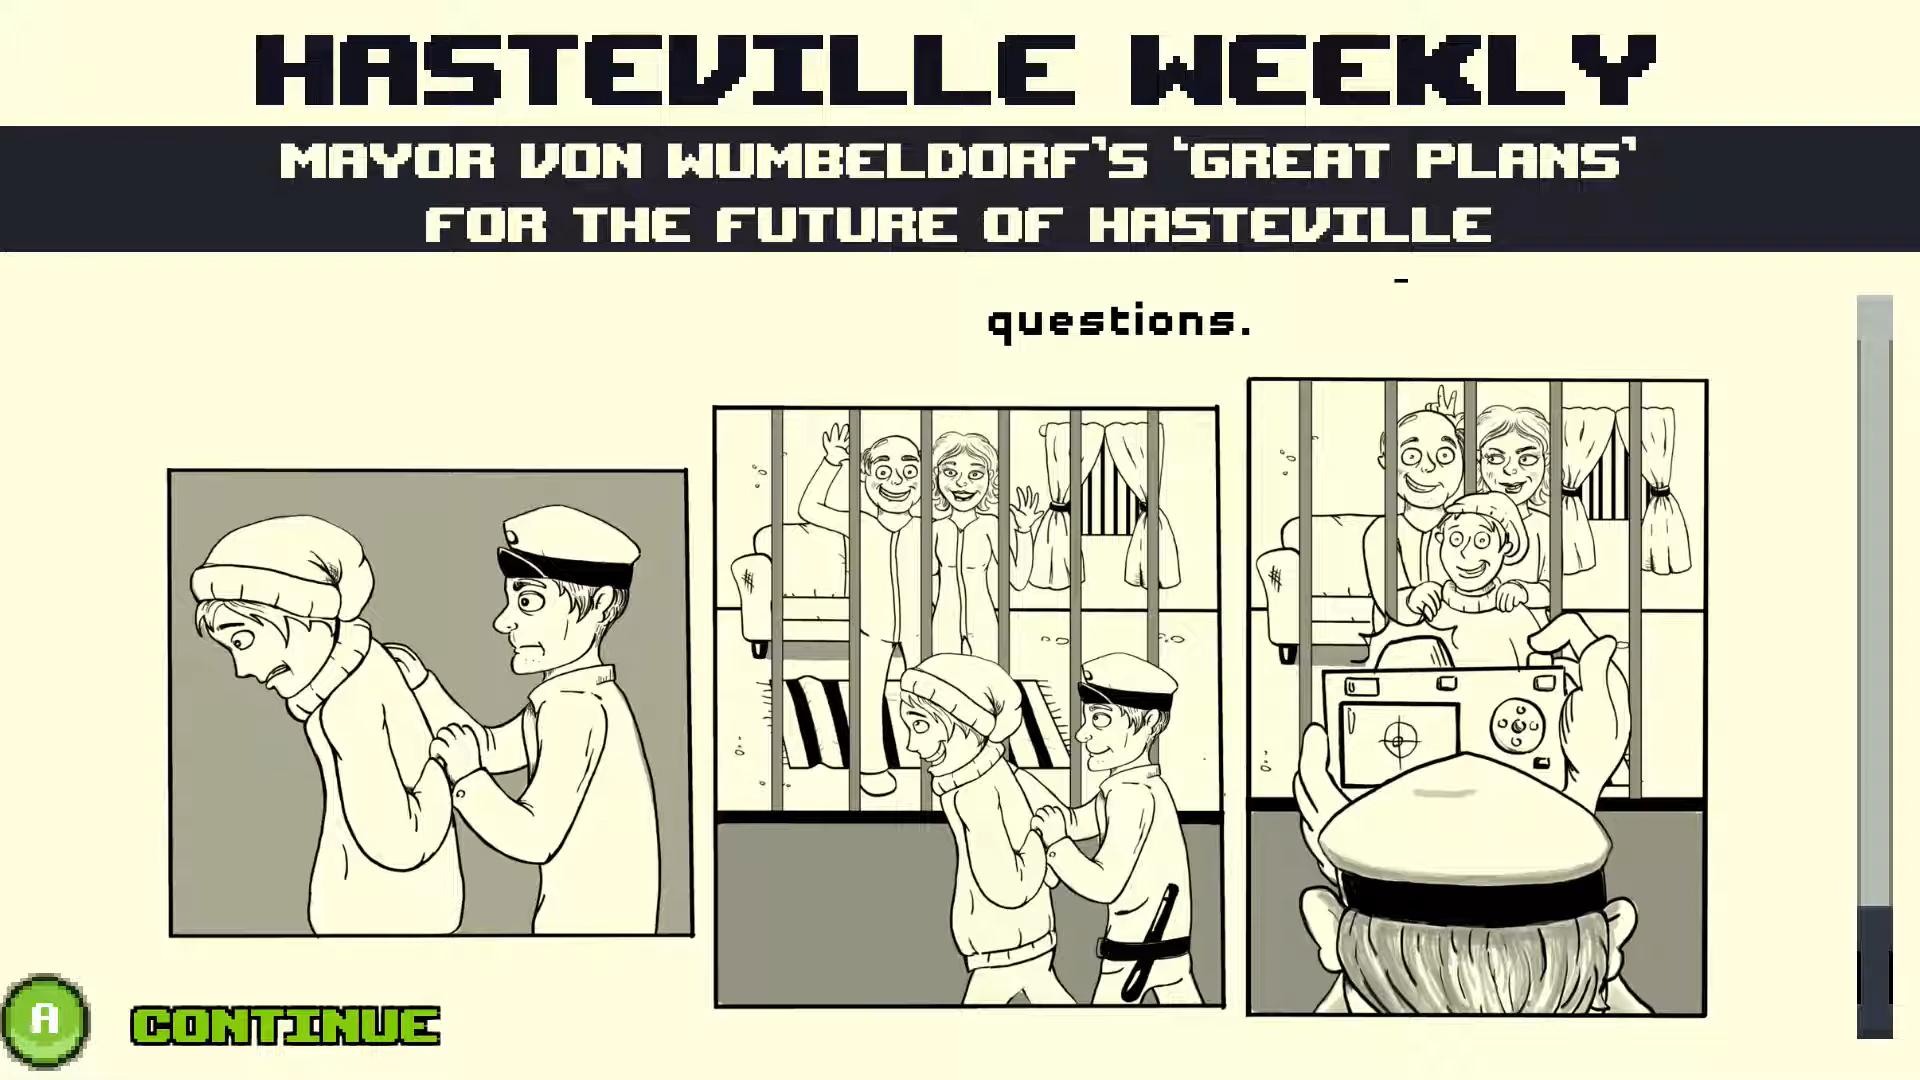 HASTEVILLE WEEKLY
MAYOR VON WUMBELDORF'S 'GREAT PLANS'
FOR THE FUTURE OF HASTEVILLE
questions.
A CONTINUE